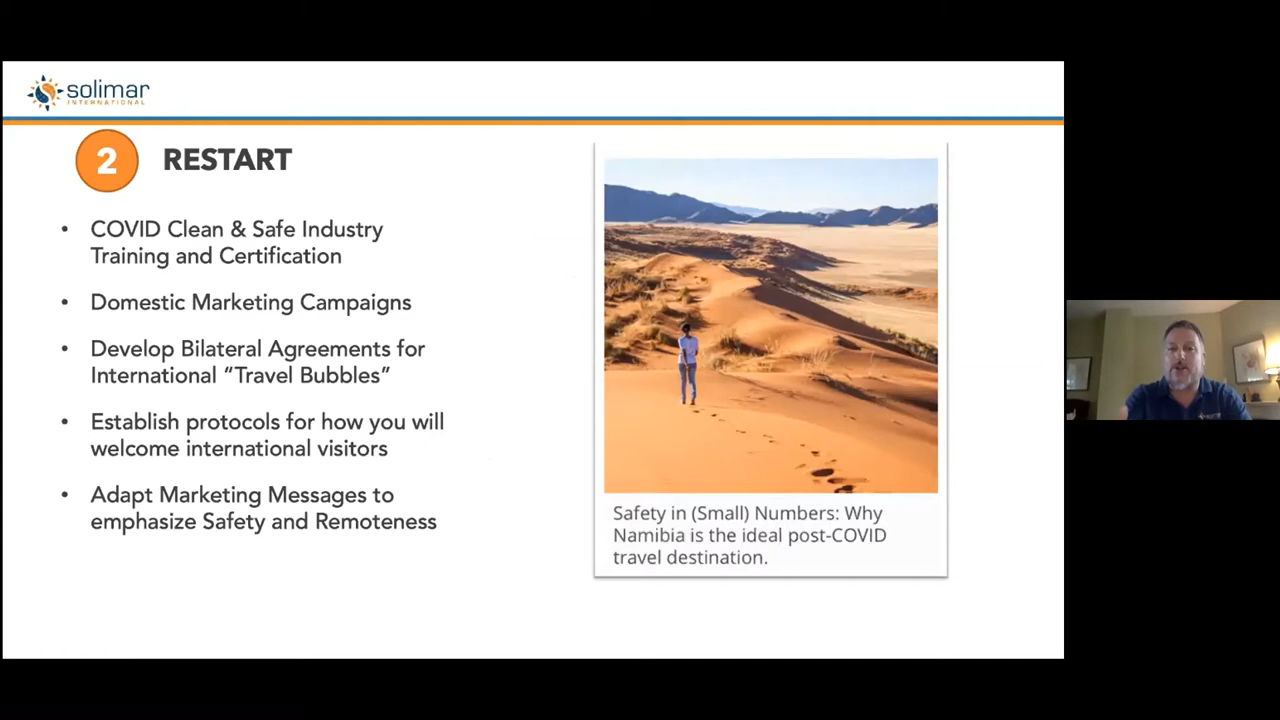 solimar
INTERNATIONAL
2 RESTART
• COVID Clean & Safe Industry
Training and Certification
• Domestic Marketing Campaigns
• Develop Bilateral Agreements for
International “Travel Bubbles”
• Establish protocols for how you will
welcome international visitors
• Adapt Marketing Messages to
emphasize Safety and Remoteness
Safety in (Small) Numbers: Why
Namibia is the ideal post-COVID
travel destination.